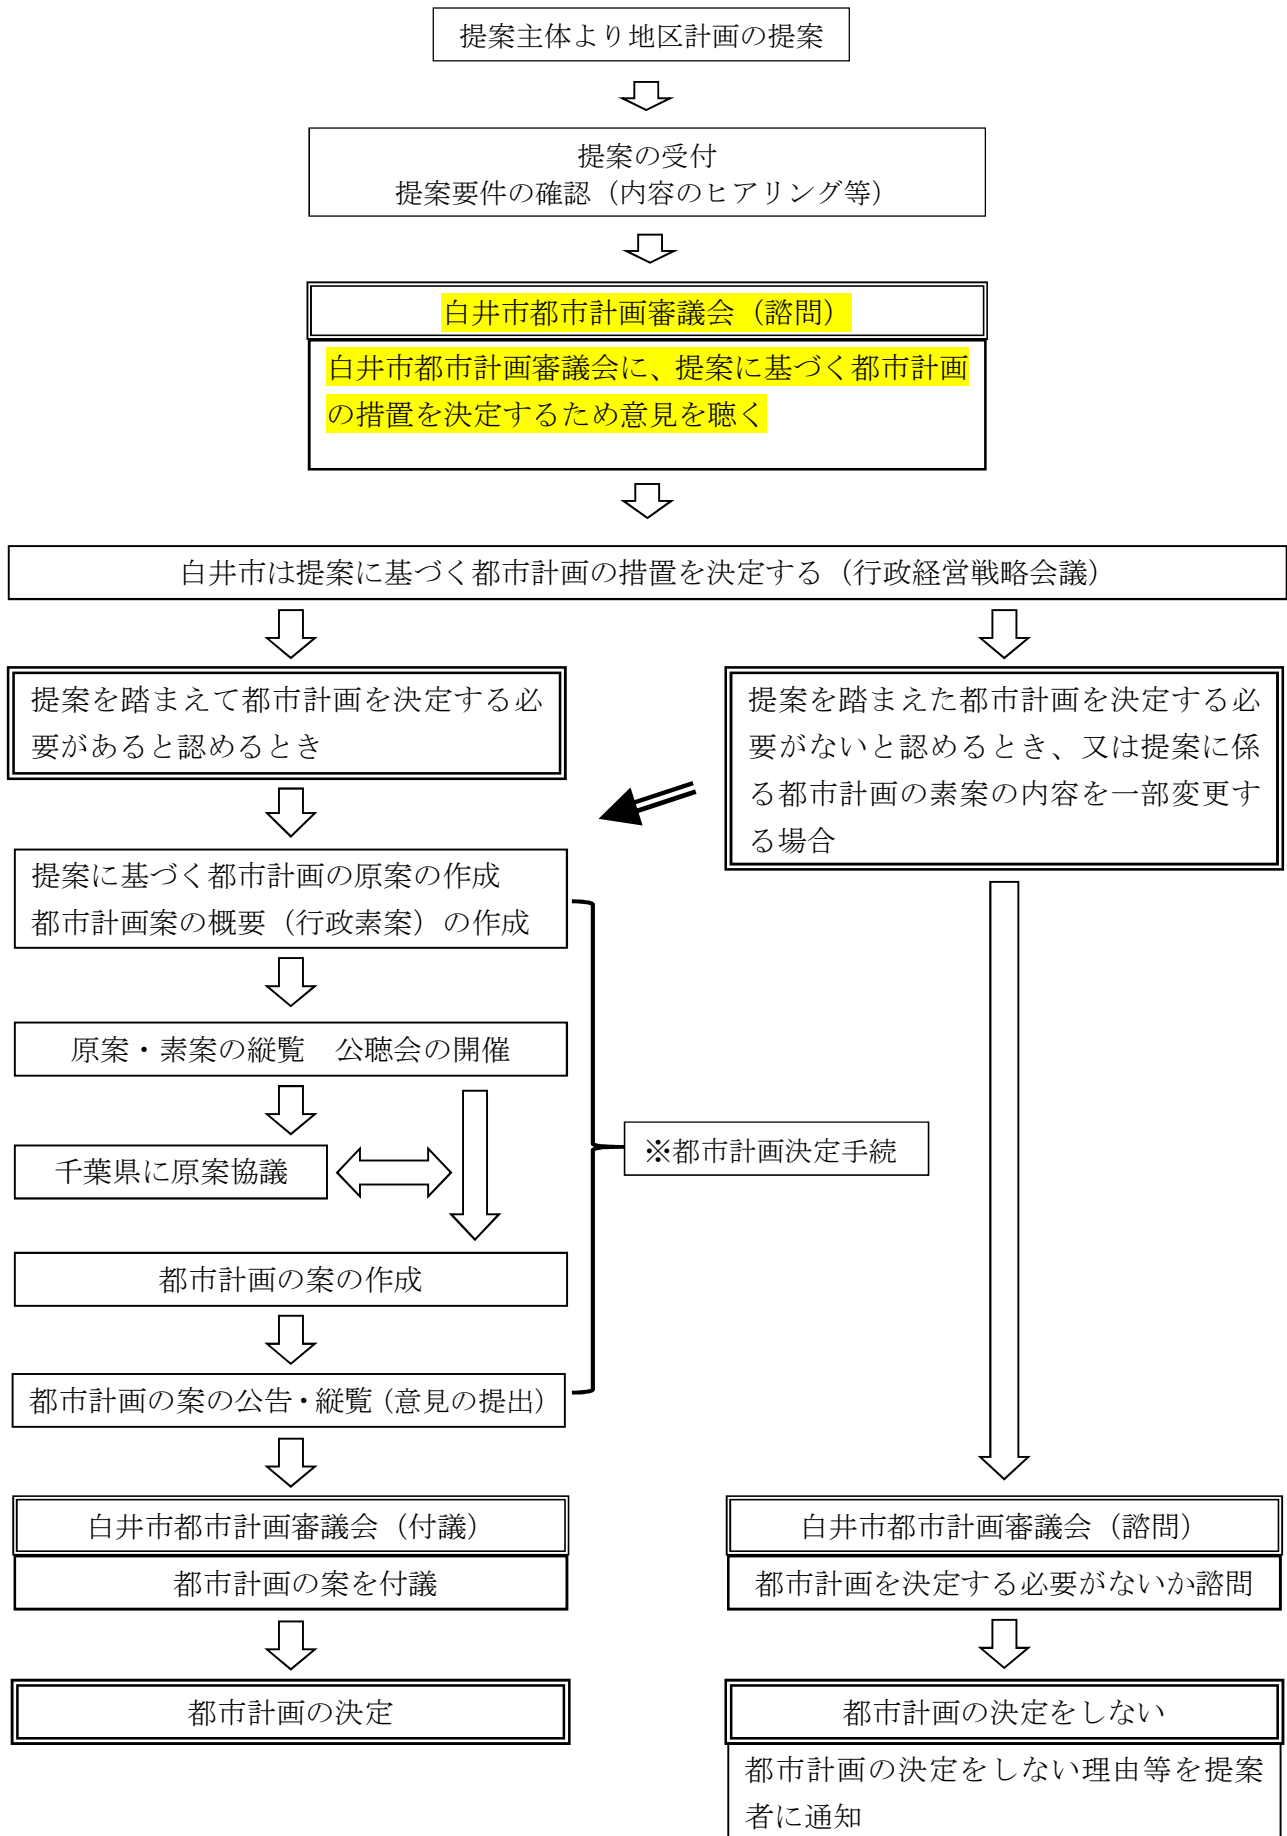 提案主体より地区計画の提案
提案の受付
提案要件の確認（内容のヒアリング等）
白井市都市計画審議会（諮問）
白井市都市計画審議会に、提案に基づく都市計画
の措置を決定するため意見を聴く
白井市は提案に基づく都市計画の措置を決定する（行政経営戦略会議）
提案を踏まえて都市計画を決定する必
要があると認めるとき
提案を踏まえた都市計画を決定する必
要がないと認めるとき、又は提案に係
る都市計画の素案の内容を一部変更す
る場合
提案に基づく都市計画の原案の作成
都市計画案の概要（行政素案）の作成
原案・素案の縦覧　公聴会の開催
千葉県に原案協議
※都市計画決定手続
都市計画の案の作成
都市計画の案の公告・縦覧（意見の提出）
白井市都市計画審議会（付議）
都市計画の案を付議
都市計画の決定
白井市都市計画審議会（諮問）
都市計画を決定する必要がないか諮問
都市計画の決定をしない
都市計画の決定をしない理由等を提案
者に通知